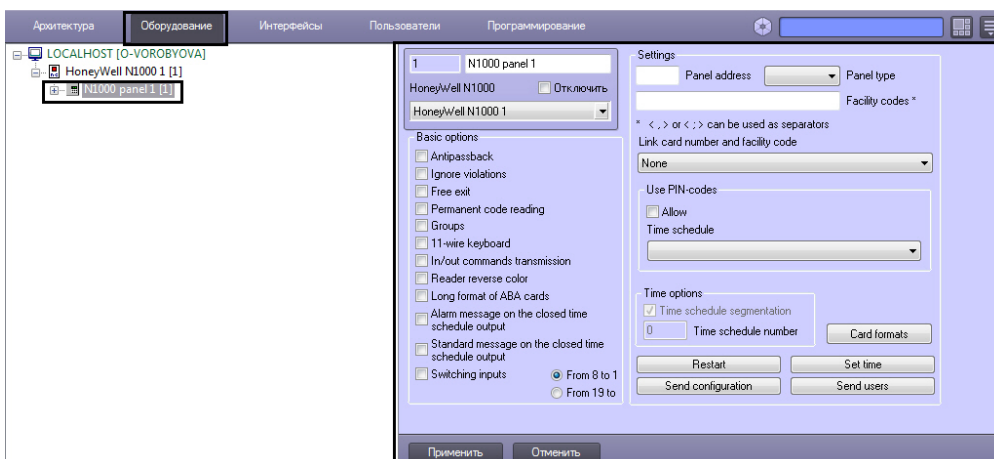 Архитектура Оборудование Интерфейсы Пользователи Программирование
LOCALHOST [O-VOROBYOVA]
HoneyWell N1000 1 [1]
N1000 panel 1 [1]
1 N1000 panel 1
HoneyWell N1000 Отключить
HoneyWell N1000 1
Basic options
Antipassback
Ignore violations
Free exit
Permanent code reading
Groups
11-wire keyboard
In/out commands transmission
Reader reverse color
Long format of ABA cards
Alarm message on the closed time
schedule output
Standard message on the closed time
schedule output
Switching inputs From 8 to 1
From 19 to
Settings
Panel address Panel type
Facility codes *
* < , > or < ; > can be used as separators
Link card number and facility code
None
Use PIN-codes
Allow
Time schedule
Time options
Time schedule segmentation
0 Time schedule number
Card formats
Restart Set time
Send configuration Send users
Применить Отменить